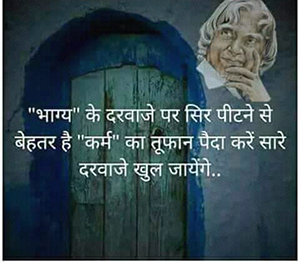 "भाग्य" के दरवाजे पर सिर पीटने से
बेहतर है "कर्म" का तूफान पैदा करें सारे
दरवाजे खुल जायेंगे..